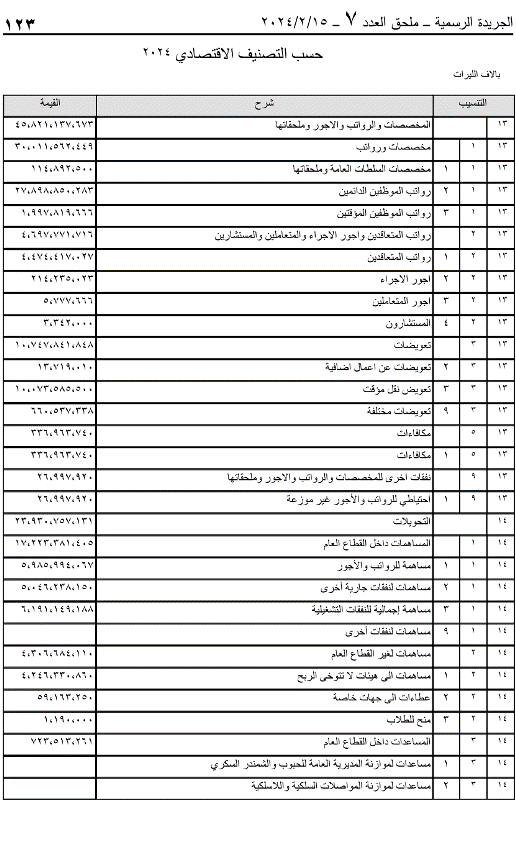 الجريدة الرسمية ــ ملحق العدد ٧ ــ ٢٠٢٤/٢/١٥ ١٢٣
حسب التصنيف الاقتصادي ٢٠٢٤
بالاف الليرات
التنسيب شرح القيمة
١٣ المخصصات والرواتب والاجور وملحقاتها ٤٥،٨٢١،١٣٧،٦٧٣
١٣ ١ مخصصات ورواتب ٣٠،٠١١،٥٦٢،٤٤٩
١٣ ١ ١ مخصصات السلطات العامة وملحقاتها ١١٤،٨٩٢،٥٠٠
١٣ ١ ٢ رواتب الموظفين الدائمين ٢٧،٨٩٨،٨٥٠،٢٨٣
١٣ ١ ٣ رواتب الموظفين المؤقتين ١،٩٩٧،٨١٩،٦٦٦
١٣ ٢ رواتب المتعاقدين واجور الاجراء والمتعاملين والمستشارين ٤،٦٩٧،٧٧١،٧١٦
١٣ ٢ ١ رواتب المتعاقدين ٤،٤٧٤،٤١٧،٠٢٧
١٣ ٢ ٢ اجور الاجراء ٢١٤،٢٣٥،٠٢٣
١٣ ٢ ٣ اجور المتعاملين ٥،٧٧٧،٦٦٦
١٣ ٢ ٤ المستشارون ٣،٣٤٢،٠٠٠
١٣ ٣ تعويضات ١٠،٧٤٧،٨٤١،٨٤٨
١٣ ٣ ٢ تعويضات عن اعمال اضافية ١٣،٧١٩،٠١٠
١٣ ٣ ٣ تعويض نقل مؤقت ١٠،٠٧٣،٥٨٥،٥٠٠
١٣ ٣ ٩ تعويضات مختلفة ٦٦٠،٥٣٧،٣٣٨
١٣ ٥ مكافاءات ٣٣٦،٩٦٣،٧٤٠
١٣ ٥ ١ مكافاءات ٣٣٦،٩٦٣،٧٤٠
١٣ ٩ نفقات اخرى للمخصصات والرواتب والاجور وملحقاتها ٢٦،٩٩٧،٩٢٠
١٣ ٩ ١ احتياطي للرواتب والأجور غير موزعة ٢٦،٩٩٧،٩٢٠
١٤ التحويلات ٢٣،٩٣٠،٧٥٧،١٣١
١٤ ١ المساهمات داخل القطاع العام ١٧،٢٢٣،٣٨١،٤٠٥
١٤ ١ ١ مساهمة للرواتب والأجور ٥،٩٨٥،٩٩٤،٠٦٧
١٤ ١ ٢ مساهمات لنفقات جارية أخرى ٥،٠٤٦،٢٣٨،١٥٠
١٤ ١ ٣ مساهمة إجمالية للنفقات التشغيلية ٦،١٩١،١٤٩،١٨٨
١٤ ١ ٩ مساهمات لنفقات أخرى
١٤ ٢ مساهمات لغير القطاع العام ٤،٣٠٦،٦٨٤،١١٠
١٤ ٢ ١ مساهمات الى هيئات لا تتوخى الربح ٤،٢٤٦،٣٣٠،٨٦٠
١٤ ٢ ٢ عطاءات الى جهات خاصة ٥٩،١٦٣،٢٥٠
١٤ ٢ ٣ منح للطلاب ١،١٩٠،٠٠٠
١٤ ٣ المساعدات داخل القطاع العام ٧٢٣،٥١٣،٢٦١
١٤ ٣ ١ مساعدات لموازنة المديرية العامة للحبوب والشمندر السكري
١٤ ٣ ٢ مساعدات لموازنة المواصلات السلكية واللاسلكية